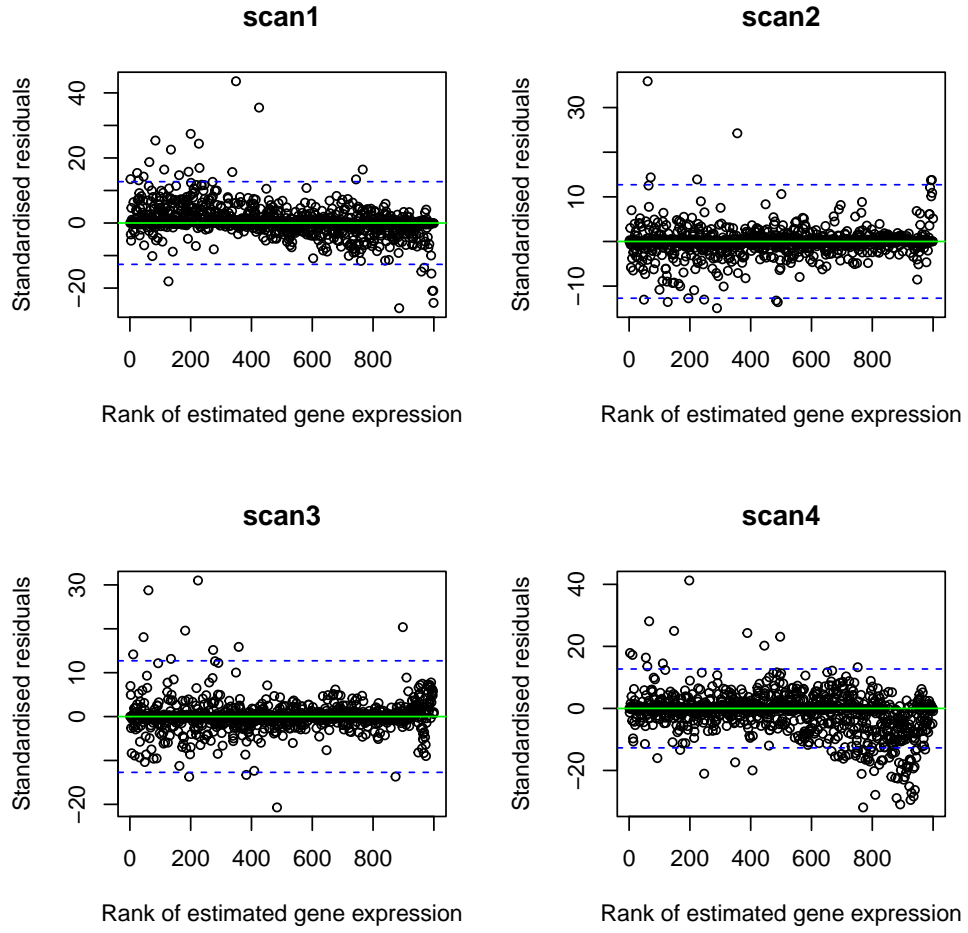 scan1
Standardised residuals
40
20
0
−20
0 200 400 600 800
Rank of estimated gene expression
scan2
Standardised residuals
30
10
−10
0 200 400 600 800
Rank of estimated gene expression
scan3
Standardised residuals
30
10
0
−20
0 200 400 600 800
Rank of estimated gene expression
scan4
Standardised residuals
40
20
0
−20
0 200 400 600 800
Rank of estimated gene expression